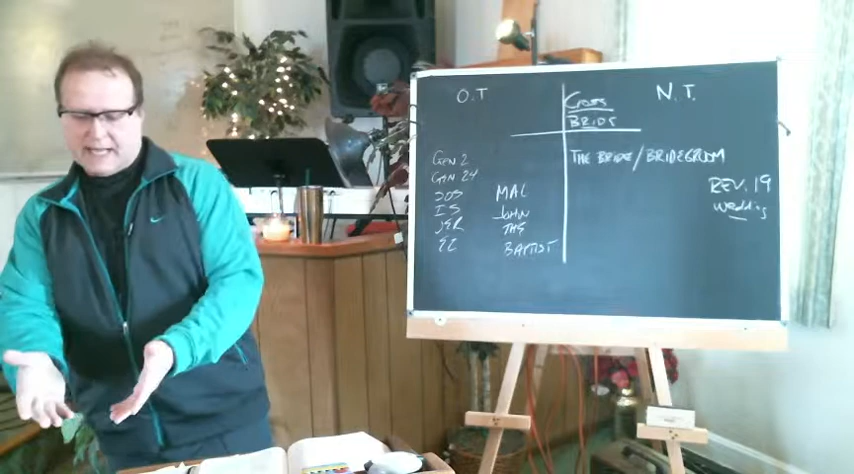 O.T
Cross
BRIDE
N.T.
GEN 2
GEN 24
JOS
IS
JER
EZ
MAL
JOHN
THE
BAPTIST
THE BRIDE/BRIDEGROOM
REV. 19
wedding